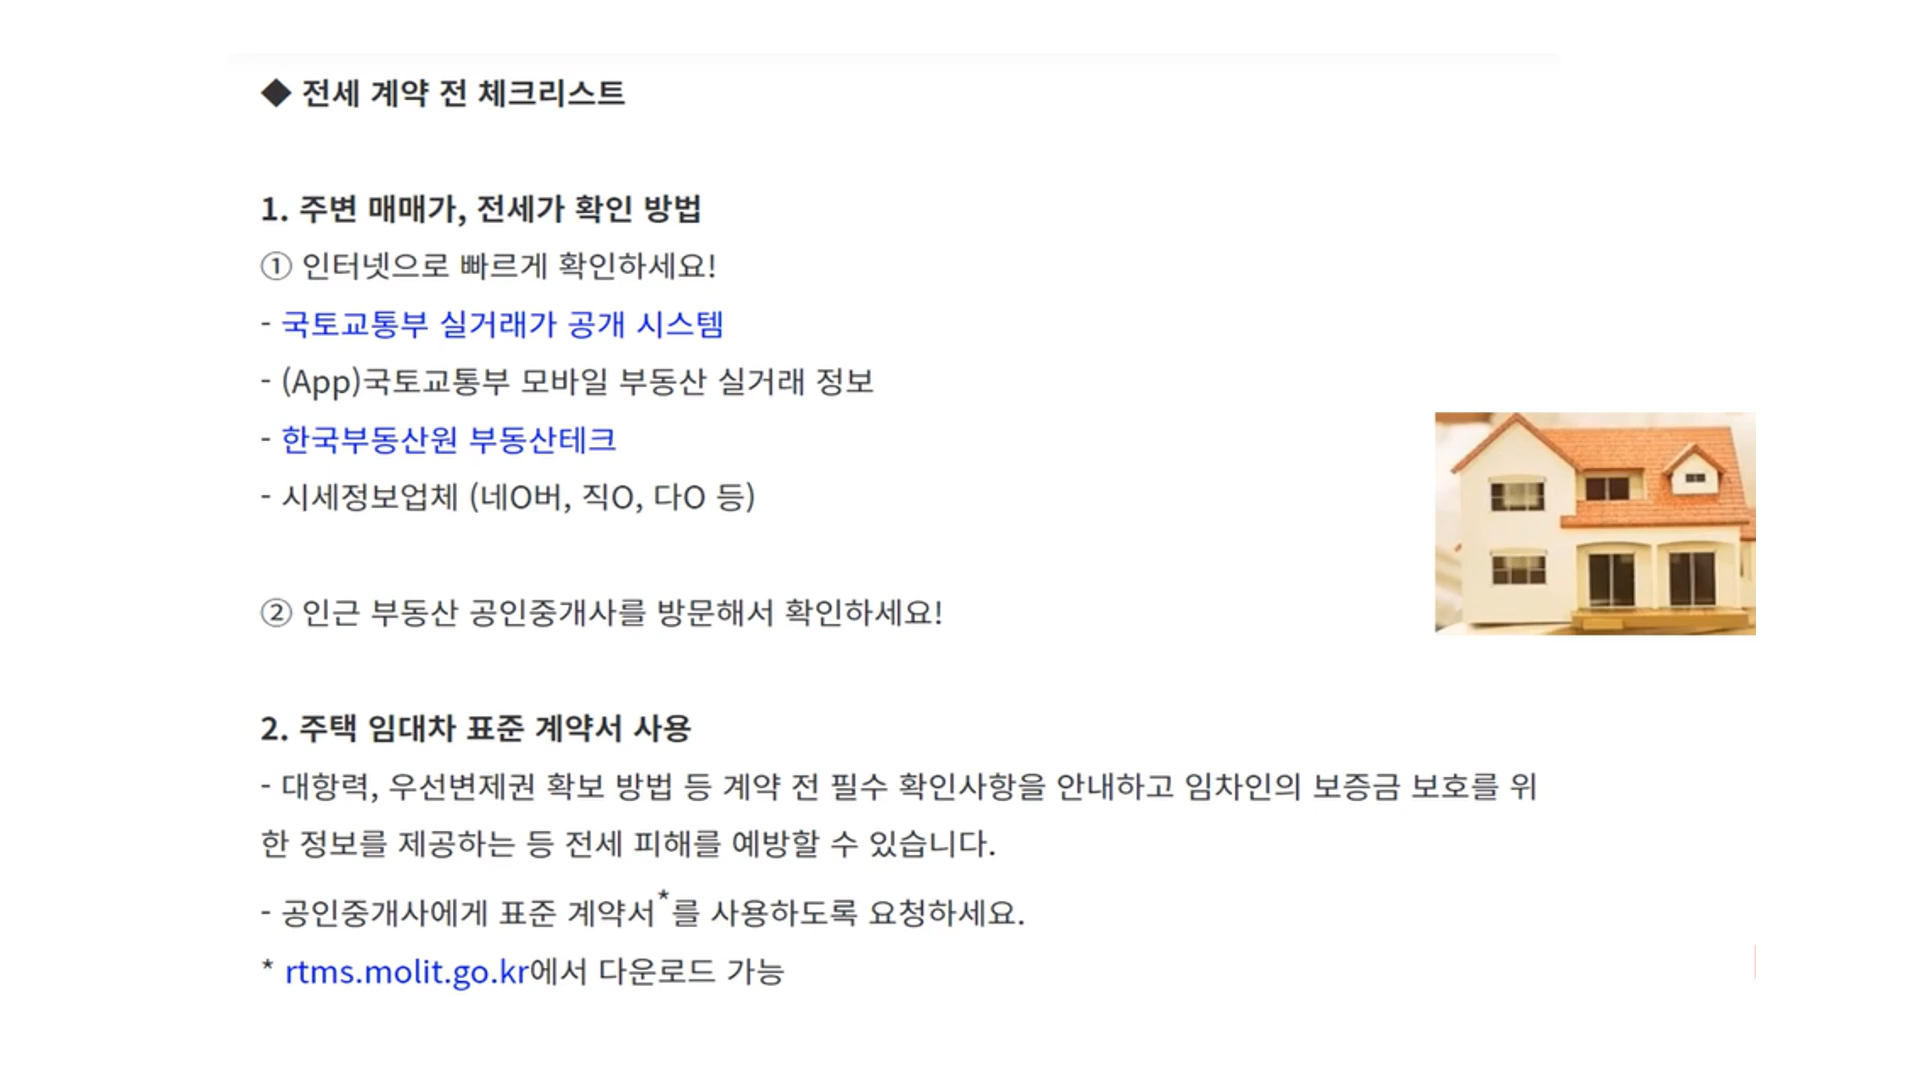 ◆ 전세 계약 전 체크리스트
1. 주변 매매가, 전세가 확인 방법
① 인터넷으로 빠르게 확인하세요!
- 국토교통부 실거래가 공개 시스템
- (App)국토교통부 모바일 부동산 실거래 정보
- 한국부동산원 부동산테크
- 시세정보업체 (네O버, 직O, 다O 등)
② 인근 부동산 공인중개사를 방문해서 확인하세요!
2. 주택 임대차 표준 계약서 사용
- 대항력, 우선변제권 확보 방법 등 계약 전 필수 확인사항을 안내하고 임차인의 보증금 보호를 위
한 정보를 제공하는 등 전세 피해를 예방할 수 있습니다.
- 공인중개사에게 표준 계약서*를 사용하도록 요청하세요.
* rtms.molit.go.kr에서 다운로드 가능